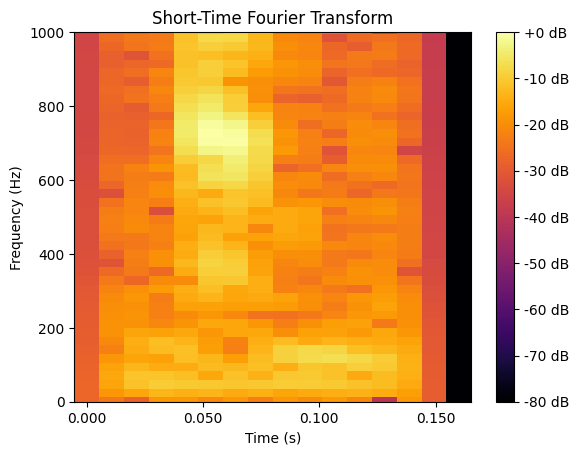 Short-Time Fourier Transform
Frequency (Hz)
1000
800
600
400
200
0
0.000
0.050
0.100
0.150
Time (s)
+0 dB
-10 dB
-20 dB
-30 dB
-40 dB
-50 dB
-60 dB
-70 dB
-80 dB